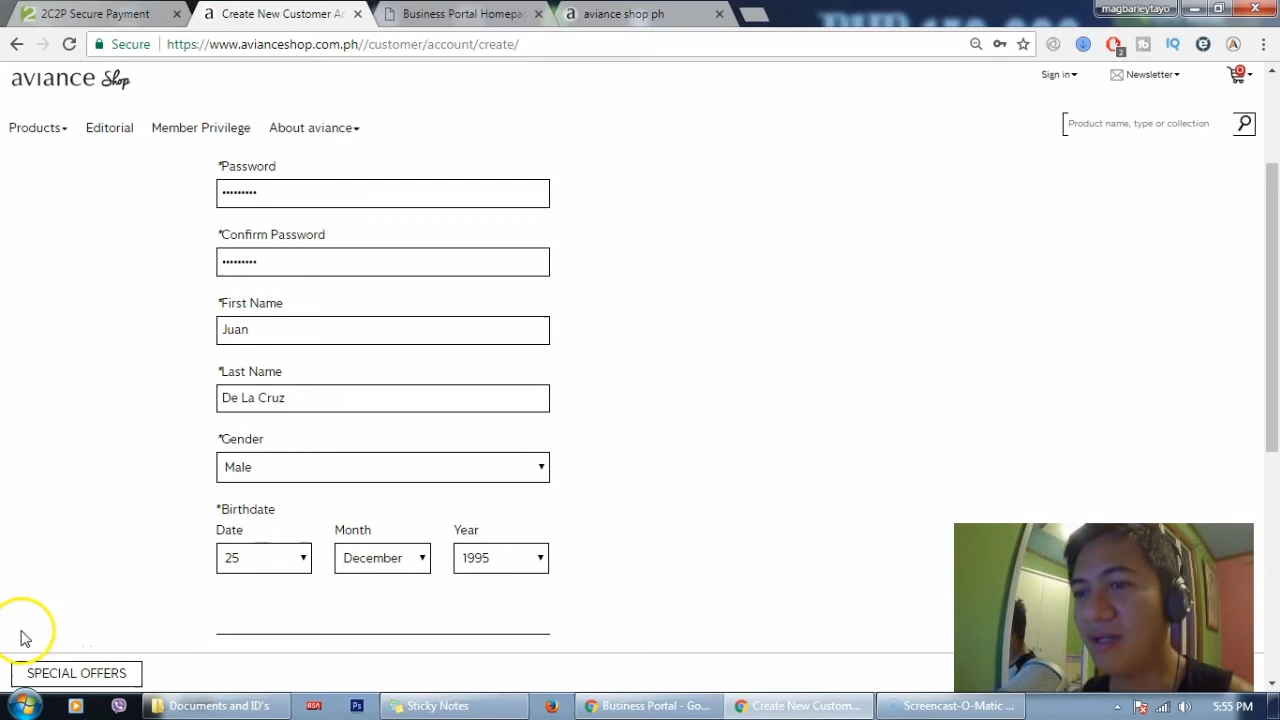 2C2P Secure Payment
Create New Customer Ac
Business Portal Homepa
aviance shop ph
magbarleytayo
Secure
https://www.avianceshop.com.ph//customer/account/create/
2
aviance Shop
Sign in
Newsletter
0
Products
Editorial
Member Privilege
About aviance
Product name, type or collection
*Password
•••••••••
*Confirm Password
•••••••••
*First Name
Juan
*Last Name
De La Cruz
*Gender
Male
*Birthdate
Date
Month
Year
25
December
1995
SPECIAL OFFERS
RSA
Ps
Documents and ID's
Sticky Notes
Business Portal - Go...
Create New Custom...
Screencast-O-Matic ...
5:55 PM